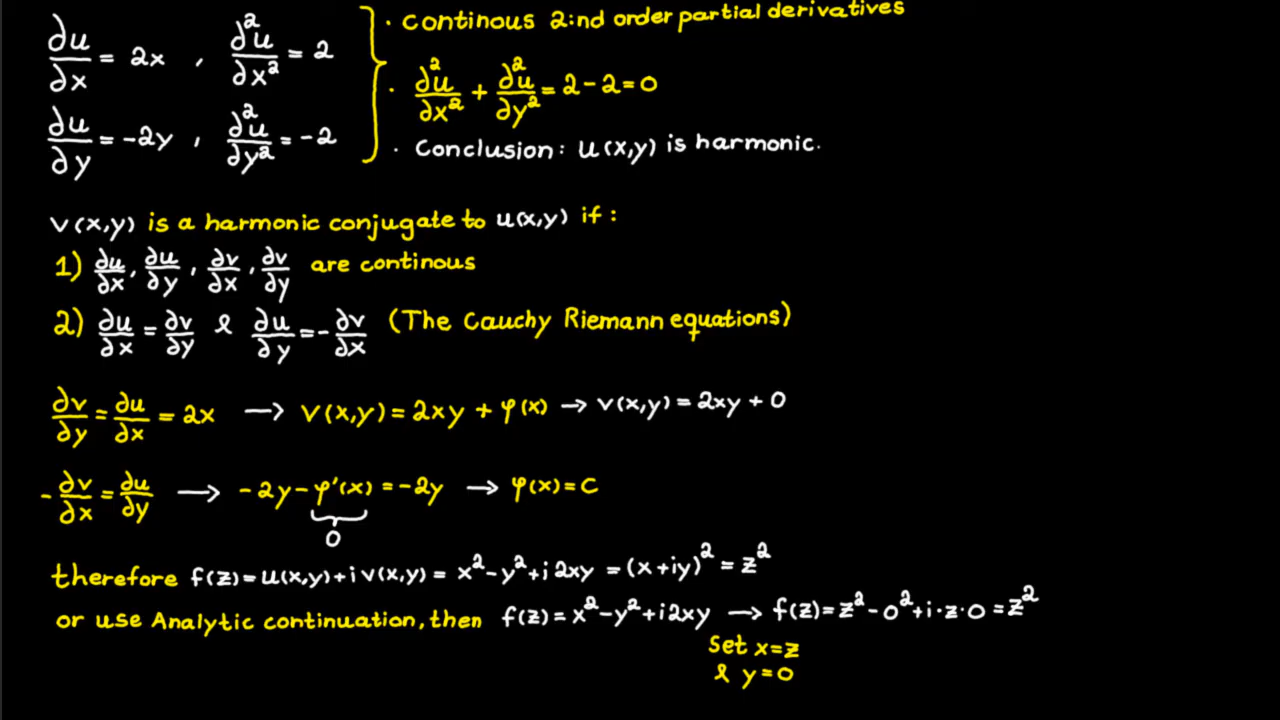 ∂u/∂x = 2x , ∂²u/∂x² = 2
∂u/∂y = -2y , ∂²u/∂y² = -2
· continous 2:nd order partial derivatives
· ∂²u/∂x² + ∂²u/∂y² = 2 - 2 = 0
· Conclusion: u(x,y) is harmonic.
v(x,y) is a harmonic conjugate to u(x,y) if :
1) ∂u/∂x , ∂u/∂y , ∂v/∂x , ∂v/∂y are continous
2) ∂u/∂x = ∂v/∂y & ∂u/∂y = - ∂v/∂x (The Cauchy Riemann equations)
∂v/∂y = ∂u/∂x = 2x → v(x,y) = 2xy + φ(x) → v(x,y) = 2xy + 0
- ∂v/∂x = ∂u/∂y → -2y - φ'(x) = -2y → φ(x) = C
0
therefore f(z) = u(x,y) + i v(x,y) = x² - y² + i 2xy = (x + iy)² = z²
or use Analytic continuation, then f(z) = x² - y² + i2xy → f(z) = z² - 0² + i · z · 0 = z²
Set x = z
& y = 0